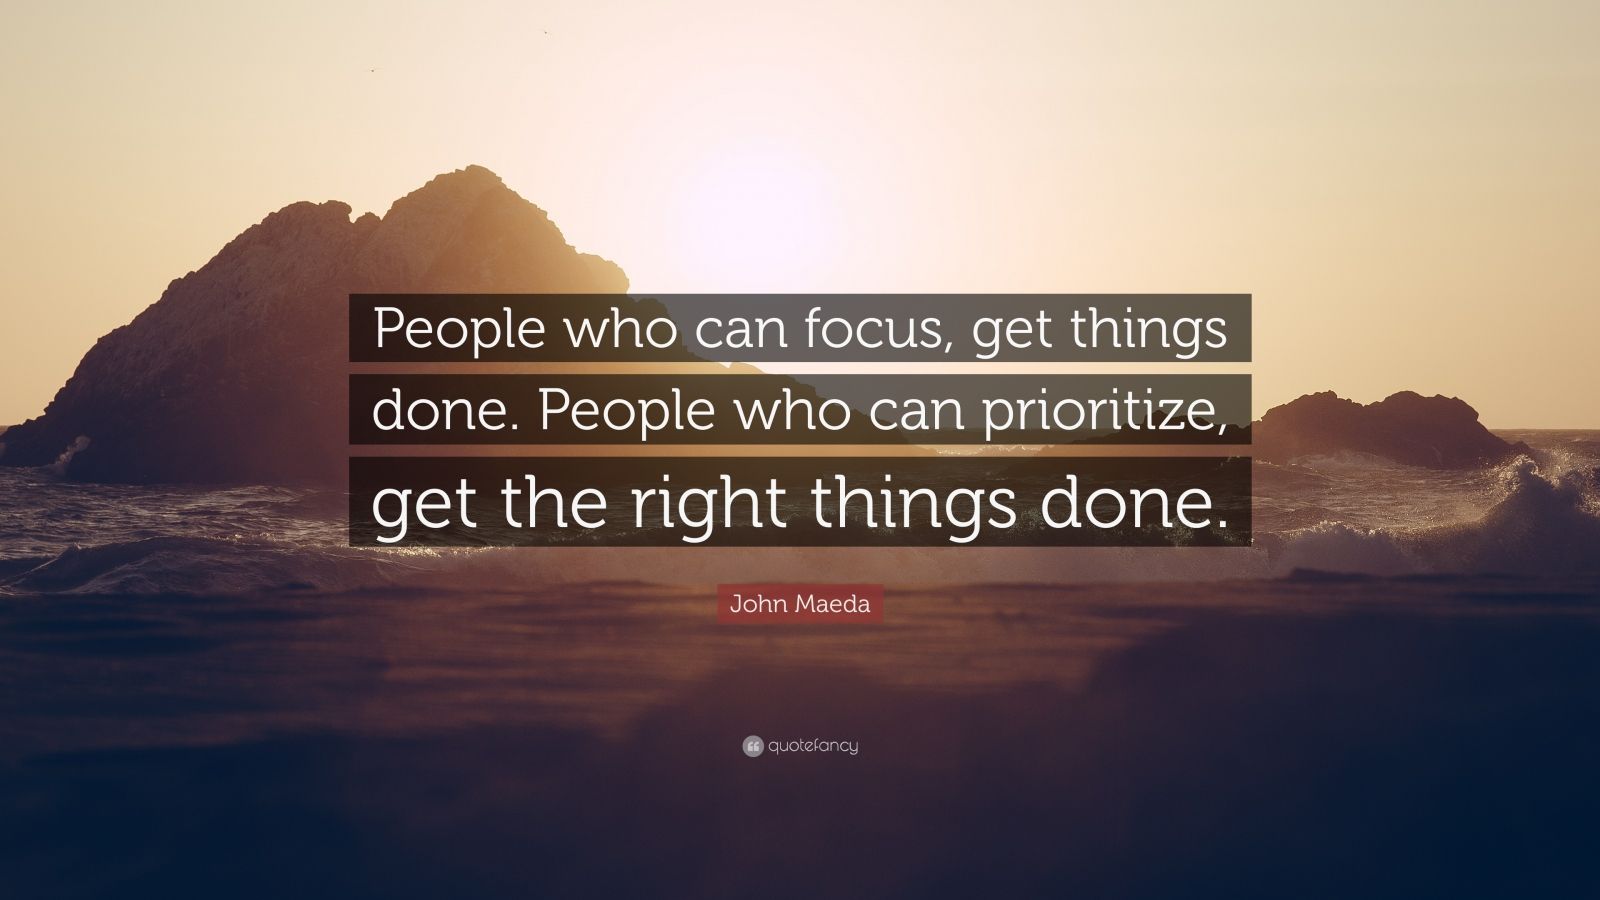 People who can focus, get things
done. People who can prioritize,
get the right things done.
John Maeda
quotefancy